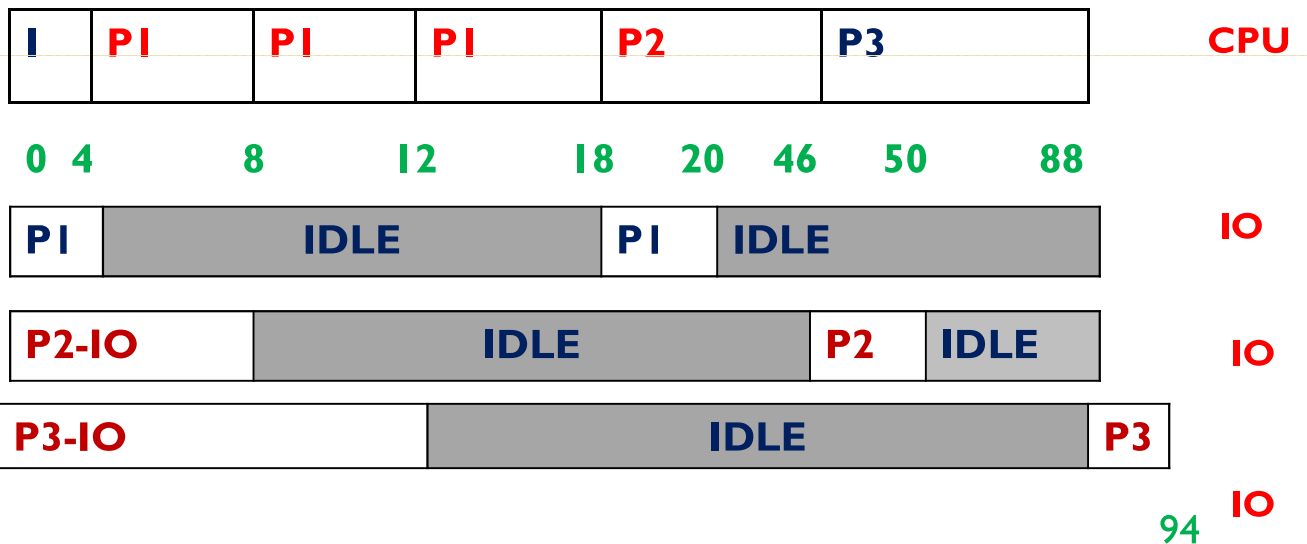 I P1 P1 P1 P2 P3 CPU
0 4 8 12 18 20 46 50 88
P1 IDLE P1 IDLE IO
P2-IO IDLE P2 IDLE IO
P3-IO IDLE P3
94 IO